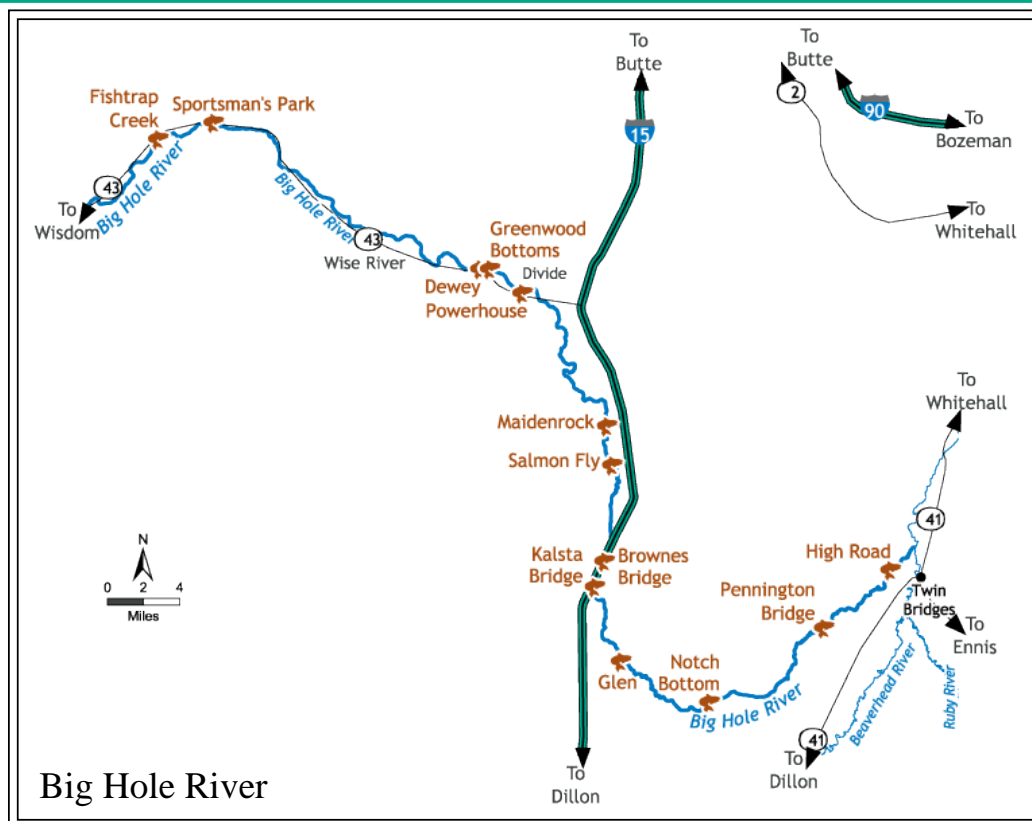 To
Butte
To
Butte
2
90
To
Bozeman
15
Fishtrap
Creek
Sportsman's Park
43
Big Hole River
To
Wisdom
Big Hole River
43
Wise River
To
Whitehall
Greenwood
Bottoms
Dewey
Divide
Powerhouse
To
Whitehall
Maidenrock
Salmon Fly
41
N
0 2 4
Miles
Kalsta
Bridge
Brownes
Bridge
High Road
Pennington
Bridge
Twin
Bridges
To
Ennis
Glen
Notch
Bottom
Big Hole River
Beaverhead River
Ruby River
41
To
Dillon
To
Dillon
Big Hole River